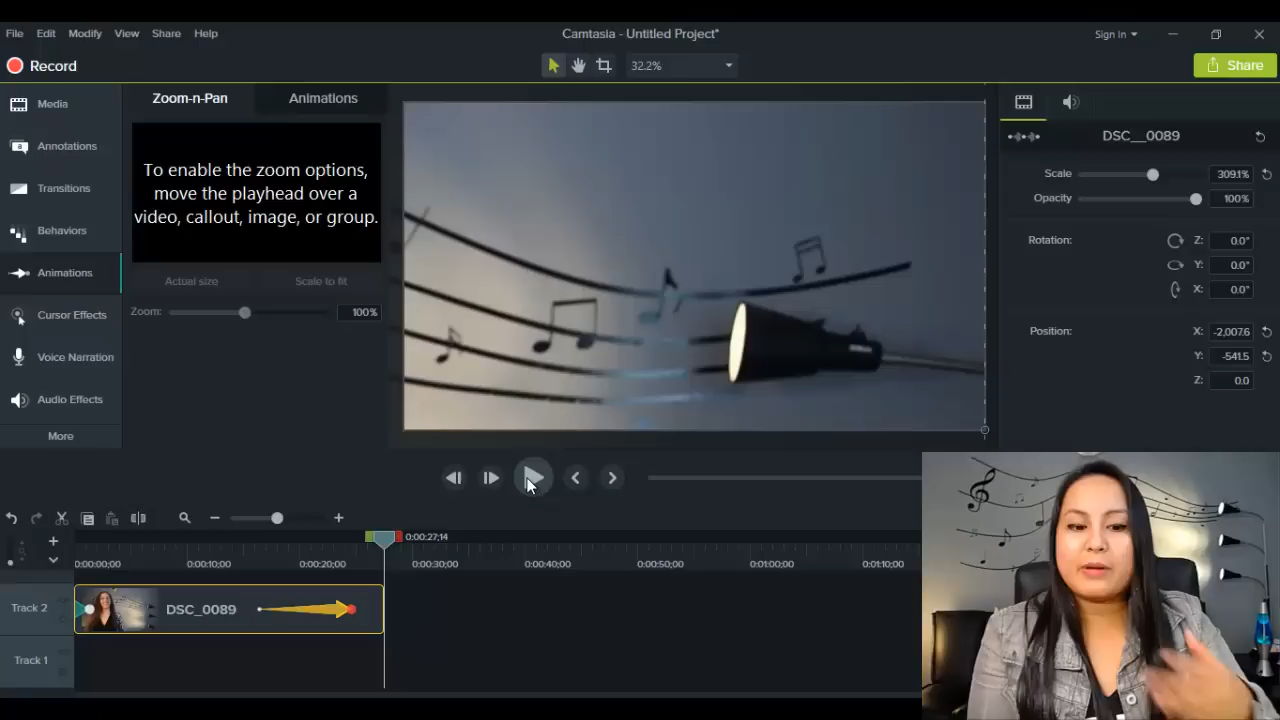 File Edit Modify View Share Help
Camtasia - Untitled Project*
Sign in
Record
32.2%
Share
Media
Annotations
Transitions
Behaviors
Animations
Cursor Effects
Voice Narration
Audio Effects
More
Zoom-n-Pan
Animations
To enable the zoom options,
move the playhead over a
video, callout, image, or group.
Actual size
Scale to fit
Zoom:
100%
DSC__0089
Scale
309.1%
Opacity
100%
Rotation:
Z: 0.0°
Y: 0.0°
X: 0.0°
Position:
X: -2,007.6
Y: -541.5
Z: 0.0
0:00:27;14
0:00:00;00 0:00:10;00 0:00:20;00 0:00:30;00 0:00:40;00 0:00:50;00 0:01:00;00 0:01:10;00
Track 2
DSC_0089
Track 1